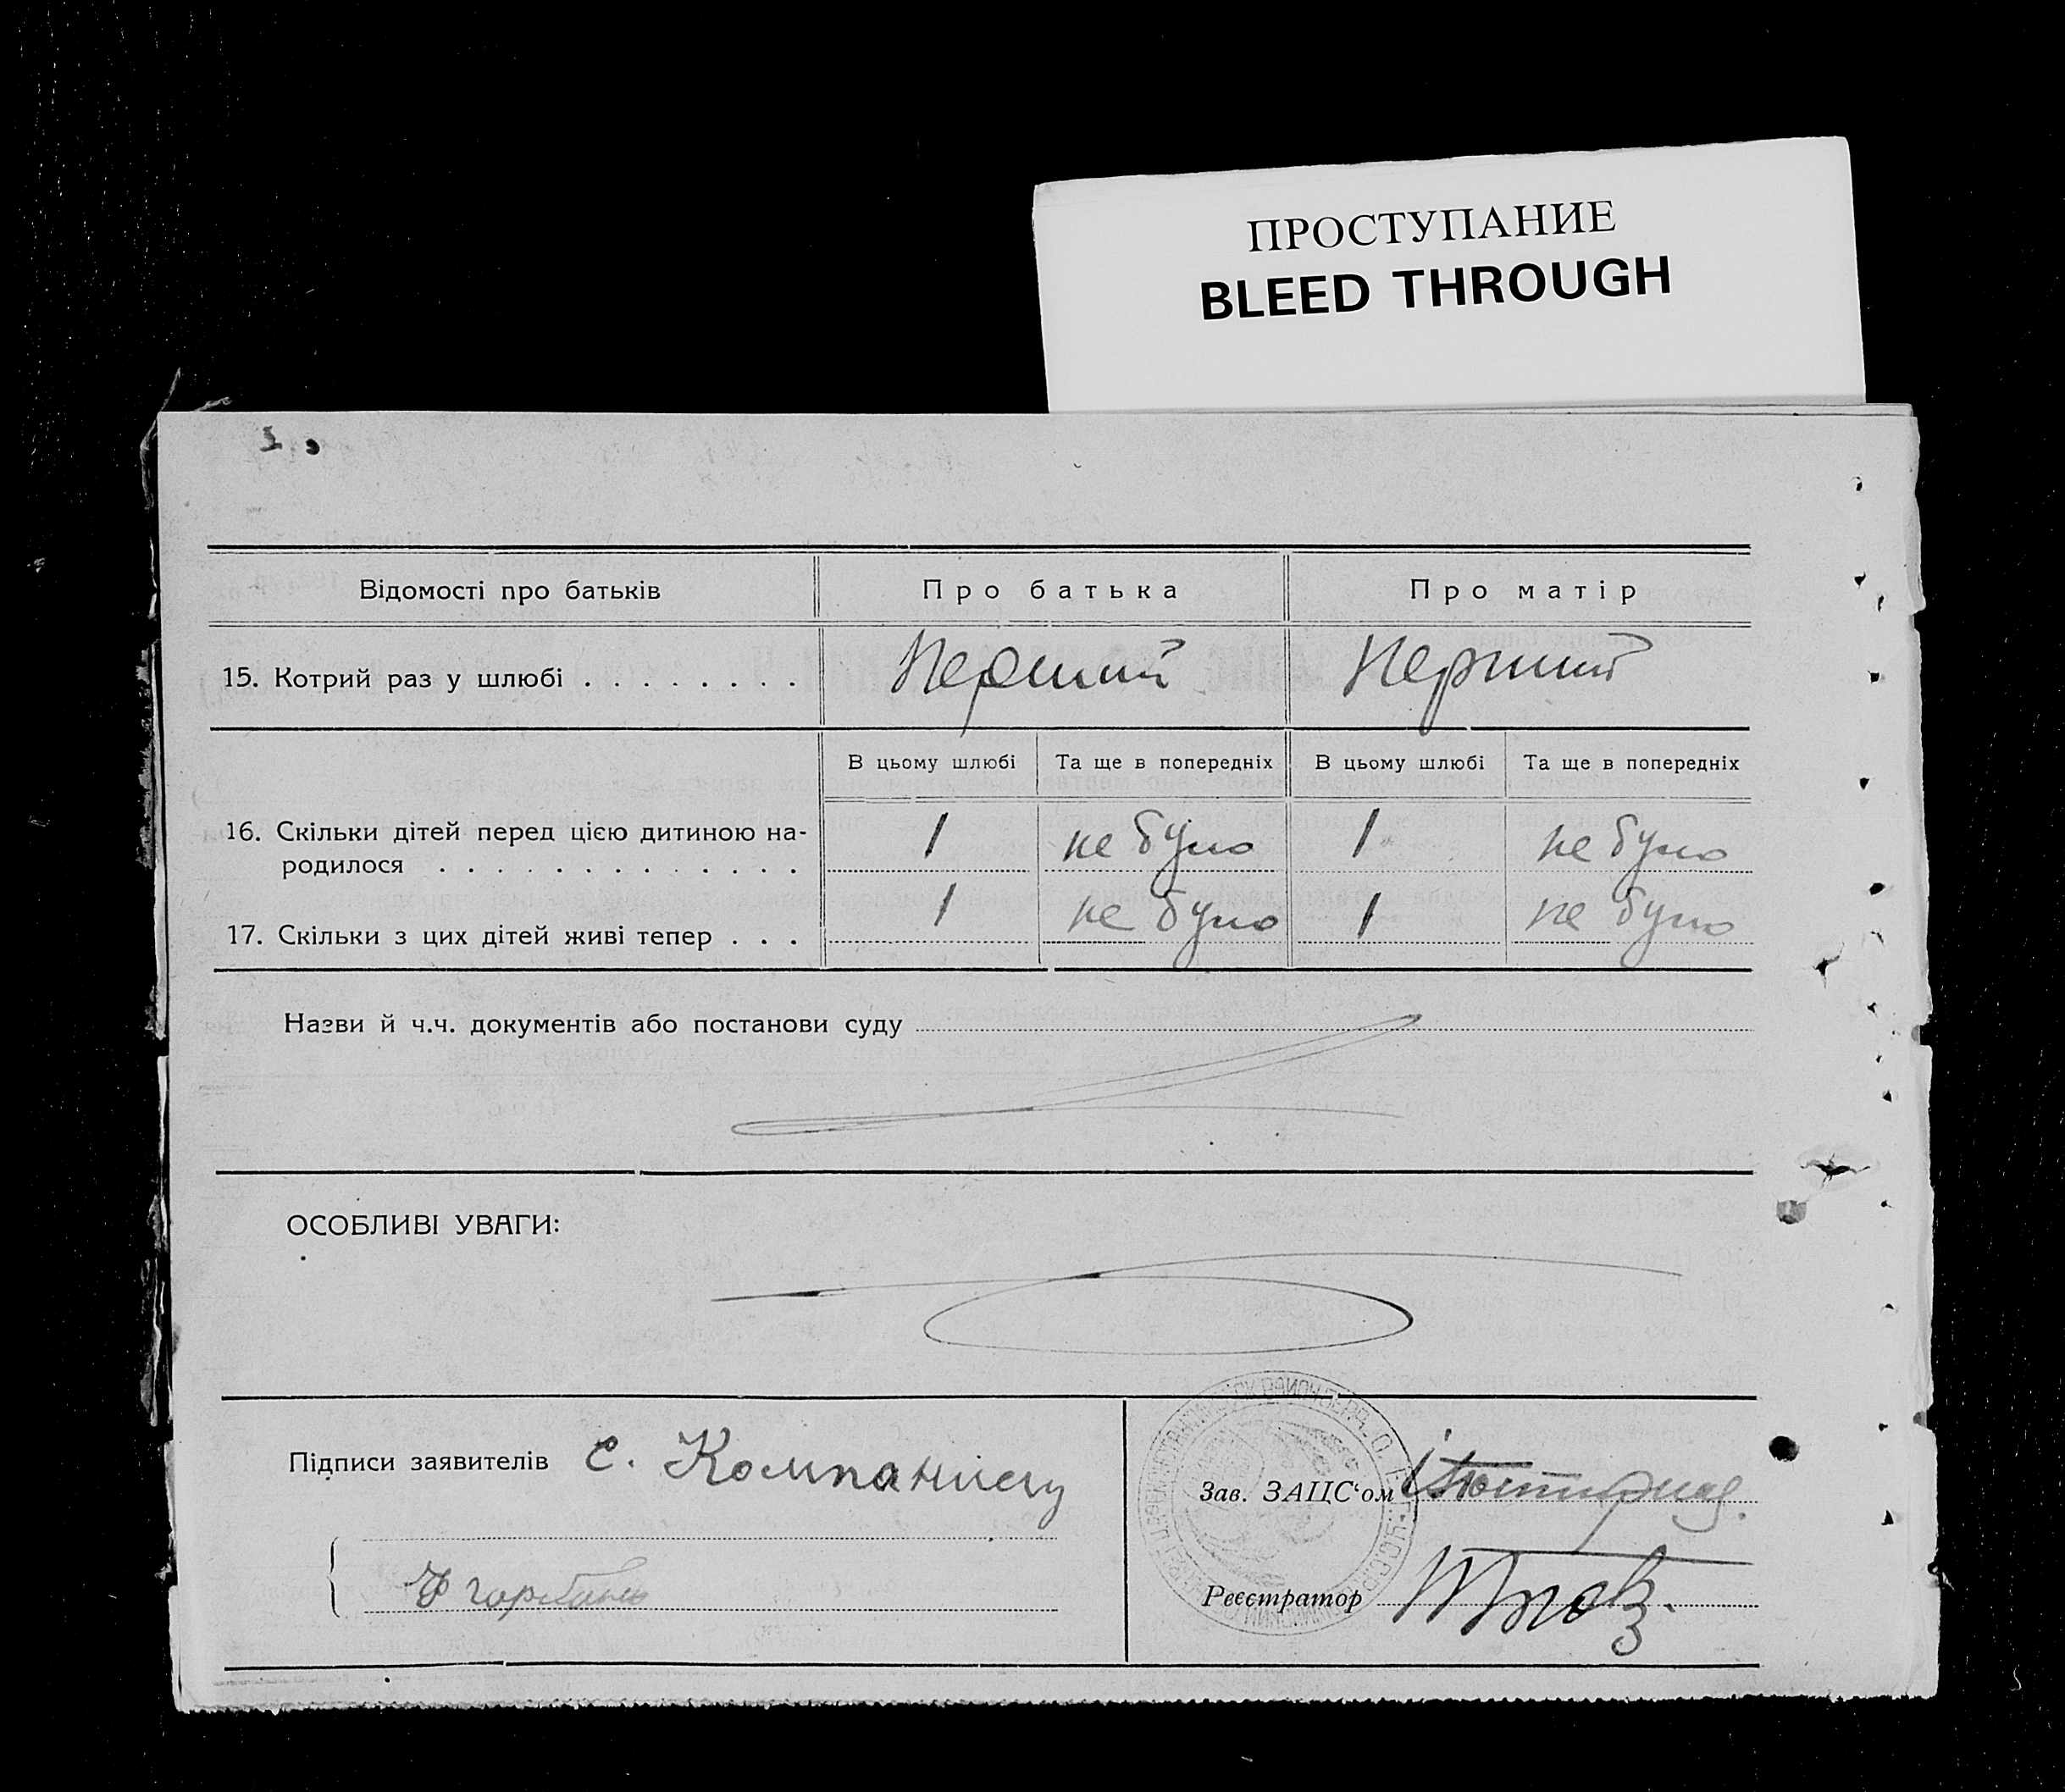 ПРОСТУПАНИЕ
BLEED THROUGH
Відомості про батьків
Про батька
Про матір
15. Котрий раз у шлюбі . . . . . . . .
Перший
Перший
В цьому шлюбі
Та ще в попередніх
В цьому шлюбі
Та ще в попередніх
16. Скільки дітей перед цією дитиною на-
родилося . . . . . . . . . . . . .
1
не було
1
не було
17. Скільки з цих дітей живі тепер . . .
1
не було
1
не було
Назви й ч.ч. документів або постанови суду
ОСОБЛИВІ УВАГИ:
Підписи заявителів
Зав. ЗАЦС‘ом
Реєстратор